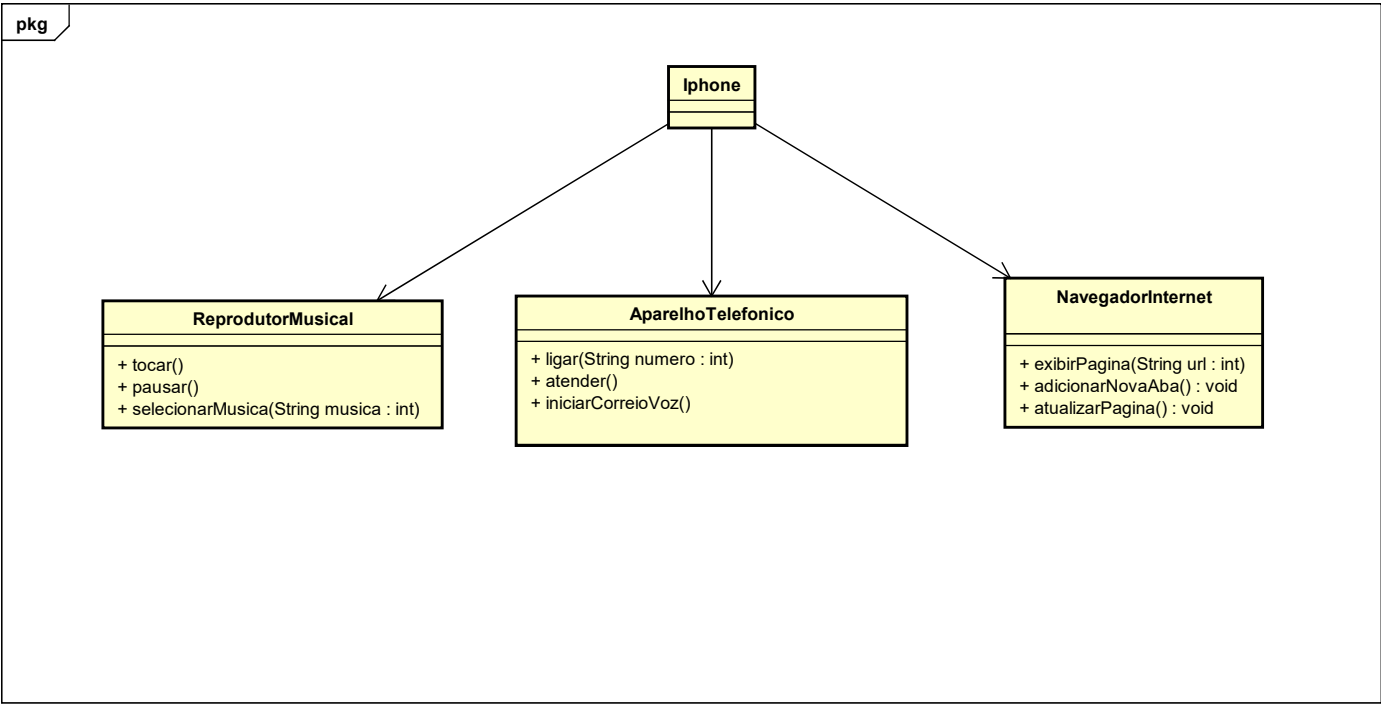 pkg
Iphone
ReprodutorMusical
+ tocar()
+ pausar()
+ selecionarMusica(String musica : int)
AparelhoTelefonico
+ ligar(String numero : int)
+ atender()
+ iniciarCorreioVoz()
NavegadorInternet
+ exibirPagina(String url : int)
+ adicionarNovaAba() : void
+ atualizarPagina() : void